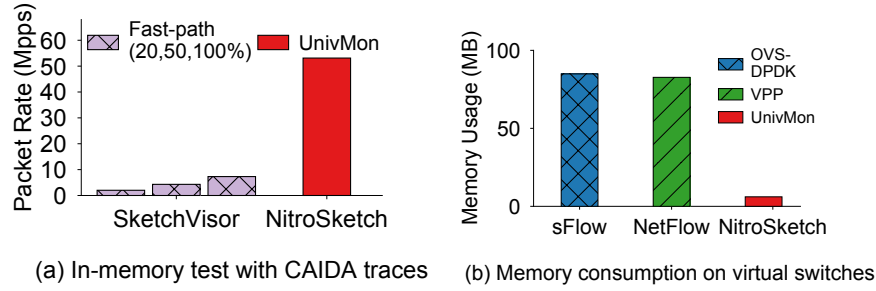 Packet Rate (Mpps)
60
50
40
30
20
10
0
Fast-path
(20,50,100%)
UnivMon
SketchVisor
NitroSketch
(a) In-memory test with CAIDA traces
Memory Usage (MB)
100
50
0
OVS-
DPDK
VPP
UnivMon
sFlow
NetFlow
NitroSketch
(b) Memory consumption on virtual switches